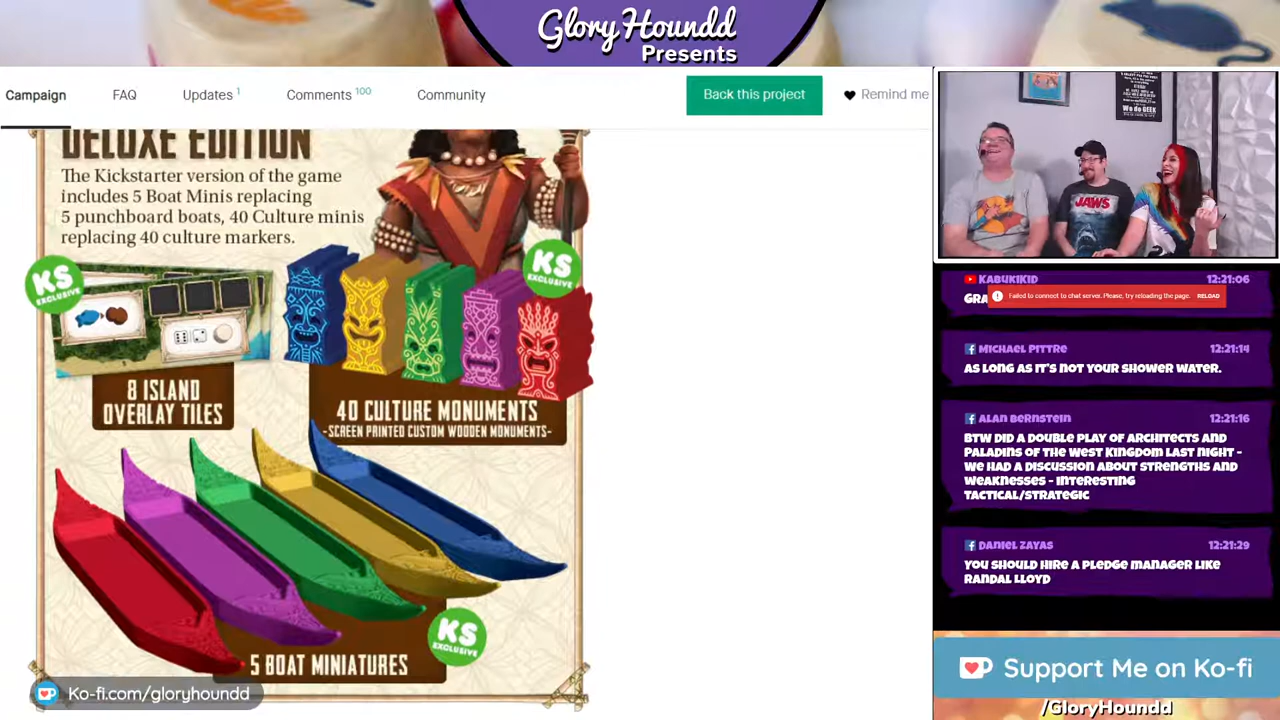 GloryHoundd
Presents
Campaign
FAQ
Updates 1
Comments 100
Community
Back this project
Remind me
DELUXE EDITION
The Kickstarter version of the game
includes 5 Boat Minis replacing
5 punchboard boats, 40 Culture minis
replacing 40 culture markers.
KS
EXCLUSIVE
KS
EXCLUSIVE
8 ISLAND
OVERLAY TILES
40 CULTURE MONUMENTS
-SCREEN PRINTED CUSTOM WOODEN MONUMENTS-
KS
EXCLUSIVE
5 BOAT MINIATURES
Ko-fi.com/gloryhoundd
We do GEEK
JAWS
KABUKIKID
12:21:06
GRA
Failed to connect to chat server. Please, try reloading the page.
RELOAD
MICHAEL PITTRE
12:21:14
AS LONG AS IT'S NOT YOUR SHOWER WATER.
ALAN BERNSTEIN
12:21:16
BTW DID A DOUBLE PLAY OF ARCHITECTS AND
PALADINS OF THE WEST KINGDOM LAST NIGHT -
WE HAD A DISCUSSION ABOUT STRENGTHS AND
WEAKNESSES - INTERESTING
TACTICAL/STRATEGIC
DANIEL ZAYAS
12:21:29
YOU SHOULD HIRE A PLEDGE MANAGER LIKE
RANDAL LLOYD
Support Me on Ko-fi
/GloryHoundd